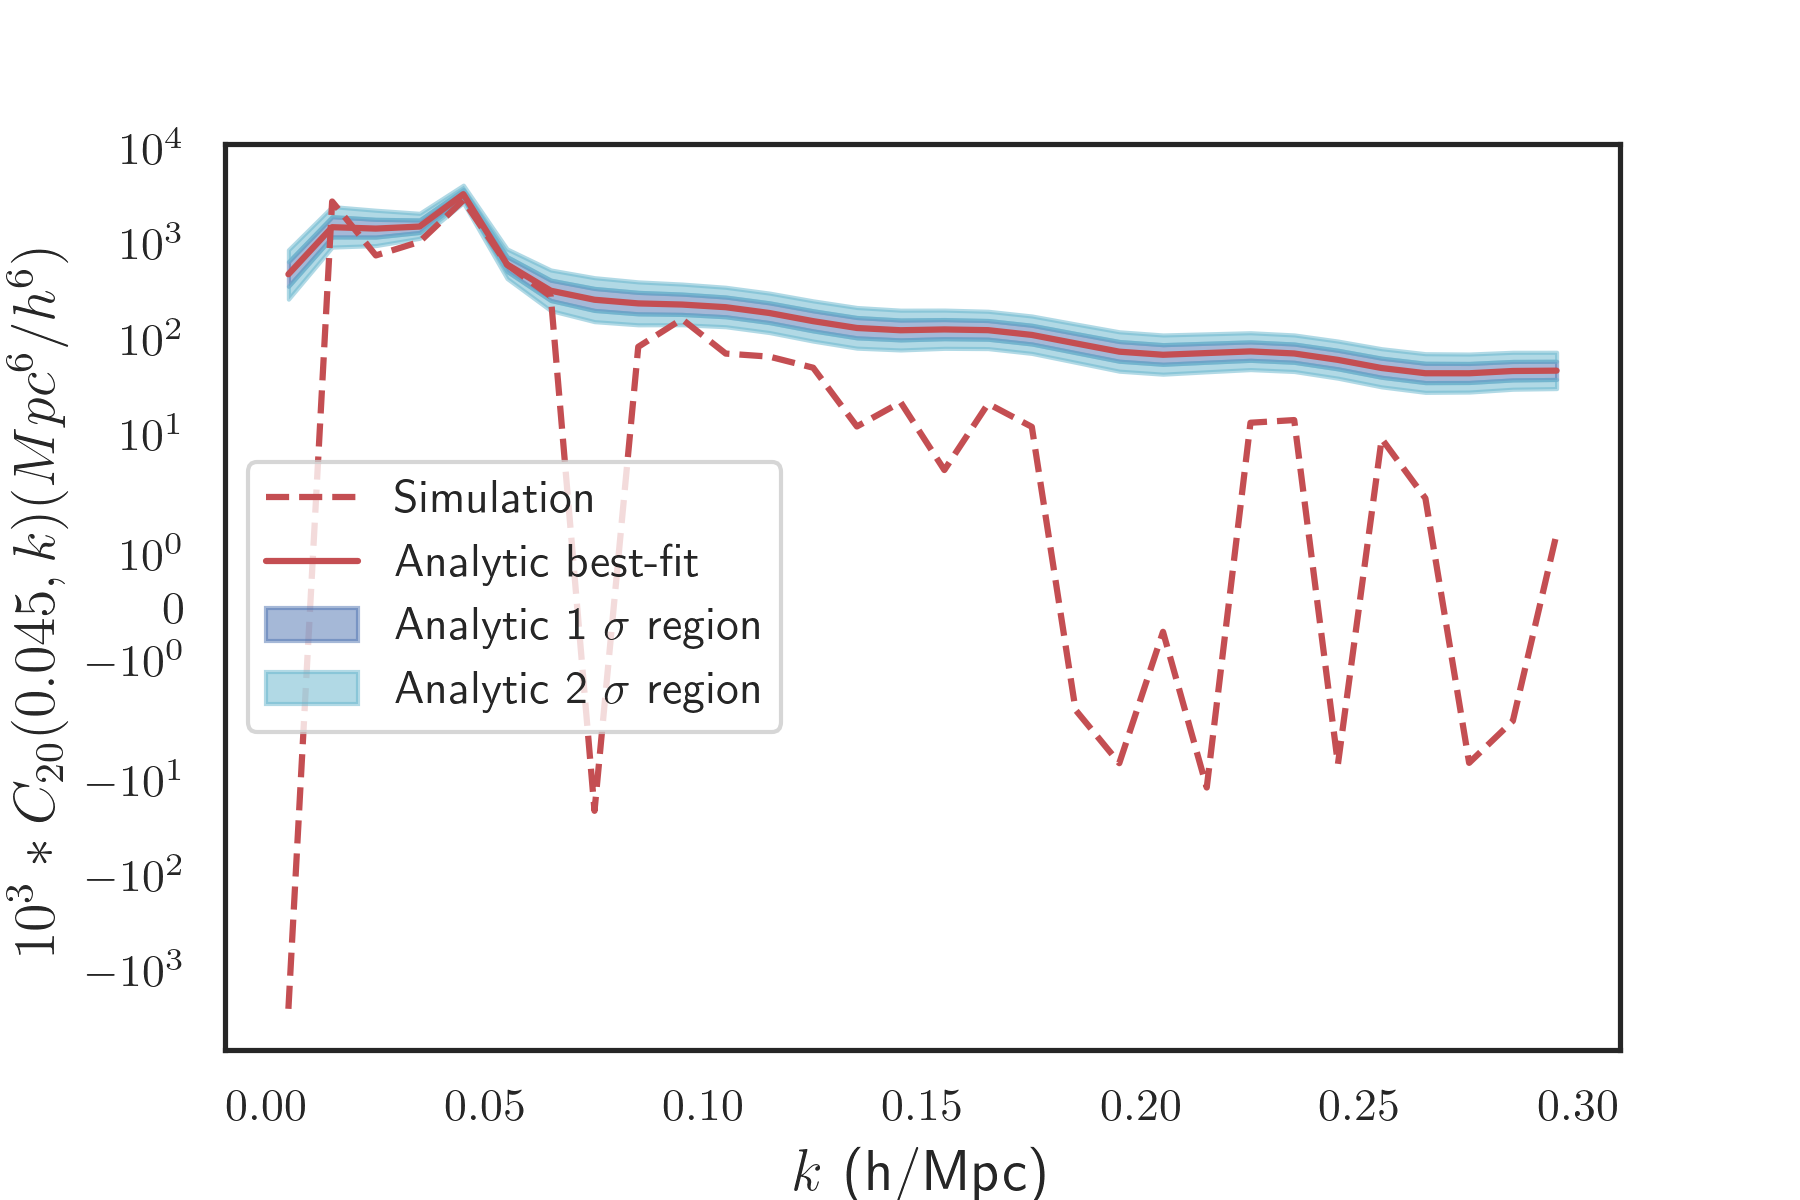 10^4
10^3
10^2
10^1
10^0
0
−10^0
−10^1
−10^2
−10^3
10^3 ∗ C_{20}(0.045, k)(Mpc^6/h^6)
Simulation
Analytic best-fit
Analytic 1 σ region
Analytic 2 σ region
0.00 0.05 0.10 0.15 0.20 0.25 0.30
k (h/Mpc)